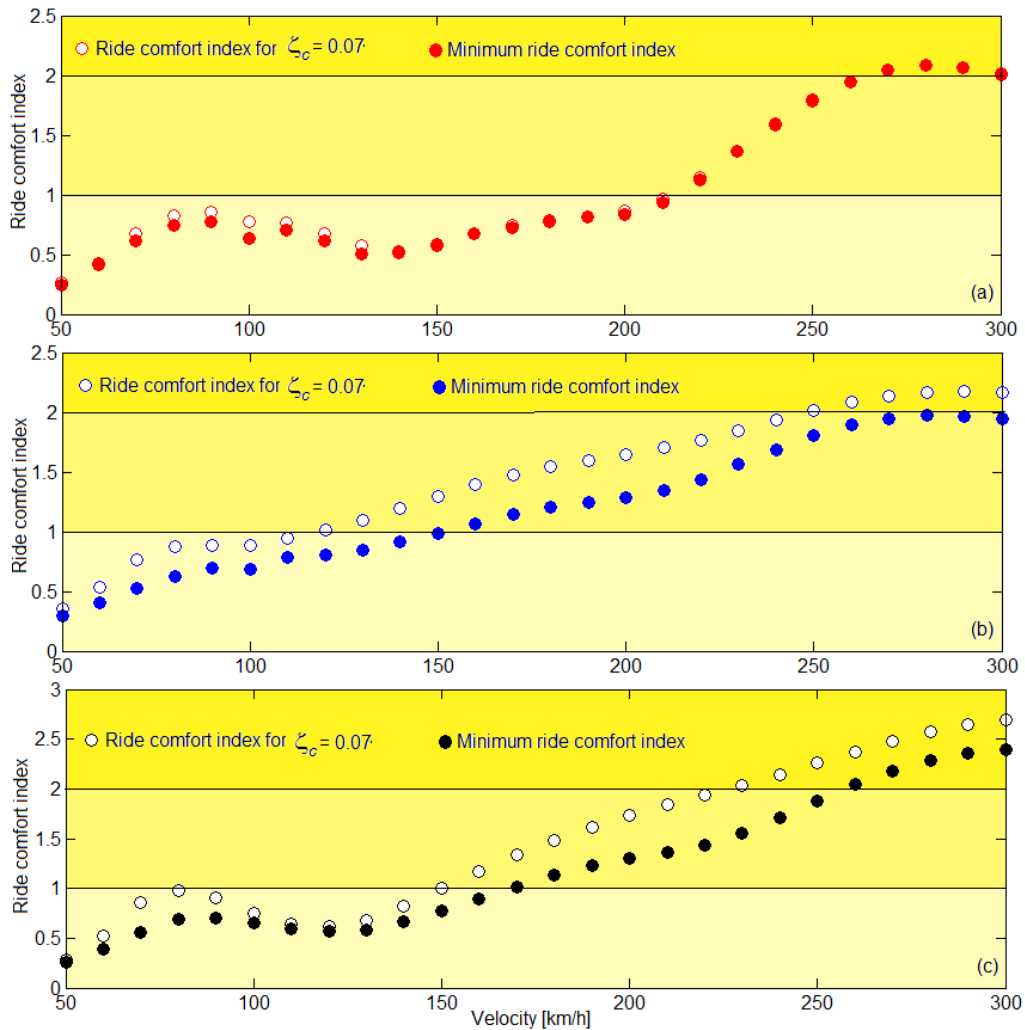 2.5
Ride comfort index for ζc = 0.07
Minimum ride comfort index
2
1.5
Ride comfort index
1
0.5
0
(a)
50 100 150 200 250 300
2.5
Ride comfort index for ζc = 0.07
Minimum ride comfort index
2
1.5
Ride comfort index
1
0.5
0
(b)
50 100 150 200 250 300
3
Ride comfort index for ζc = 0.07
Minimum ride comfort index
2.5
2
1.5
Ride comfort index
1
0.5
0
(c)
50 100 150 200 250 300
Velocity [km/h]